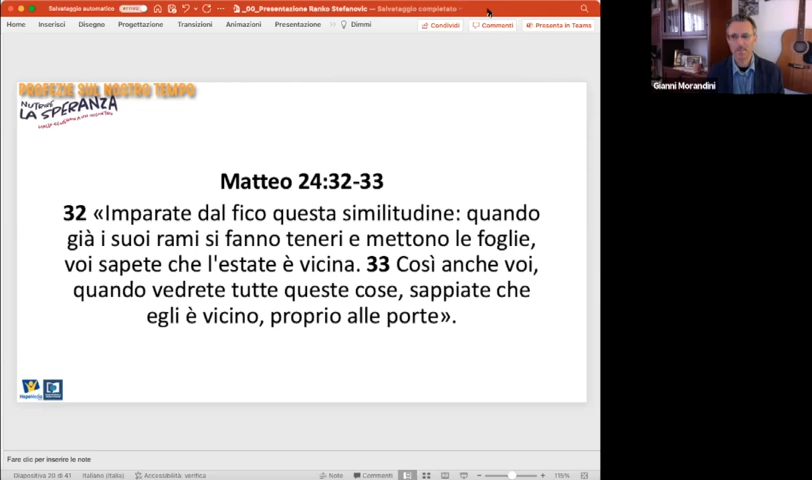 Salvataggio automatico
_00_Presentazione Ranko Stefanovic — Salvataggio completato
Home Inserisci Disegno Progettazione Transizioni Animazioni Presentazione Dimmi Condividi Commenti Presenta in Teams
Gianni Morandini
PROFEZIE SUL NOSTRO TEMPO
NUTRIRE
LA SPERANZA
Matteo 24:32-33
32 «Imparate dal fico questa similitudine: quando
già i suoi rami si fanno teneri e mettono le foglie,
voi sapete che l'estate è vicina. 33 Così anche voi,
quando vedrete tutte queste cose, sappiate che
egli è vicino, proprio alle porte».
HopeMedia
Fare clic per inserire le note
Diapositiva 20 di 41 Italiano (Italia) Accessibilità: verifica Note Commenti 115%